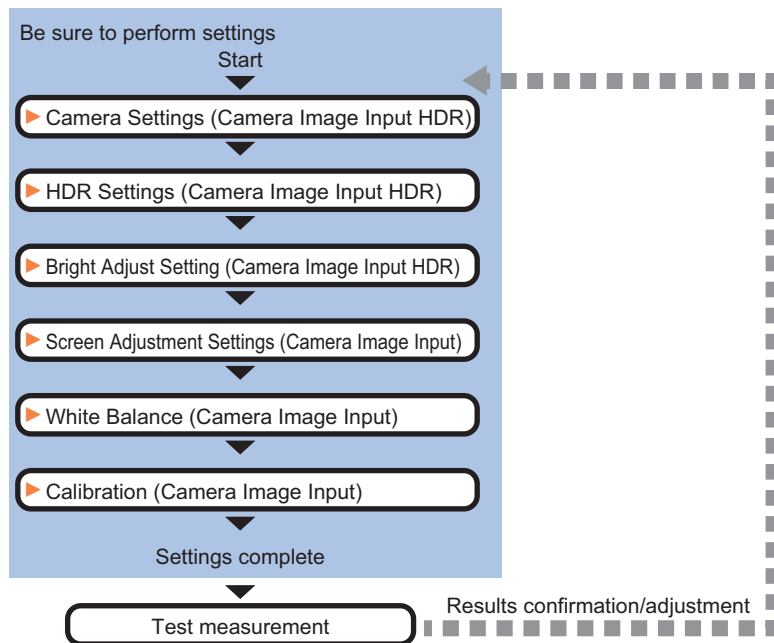 Be sure to perform settings
Start
Camera Settings (Camera Image Input HDR)
HDR Settings (Camera Image Input HDR)
Bright Adjust Setting (Camera Image Input HDR)
Screen Adjustment Settings (Camera Image Input)
White Balance (Camera Image Input)
Calibration (Camera Image Input)
Settings complete
Test measurement
Results confirmation/adjustment